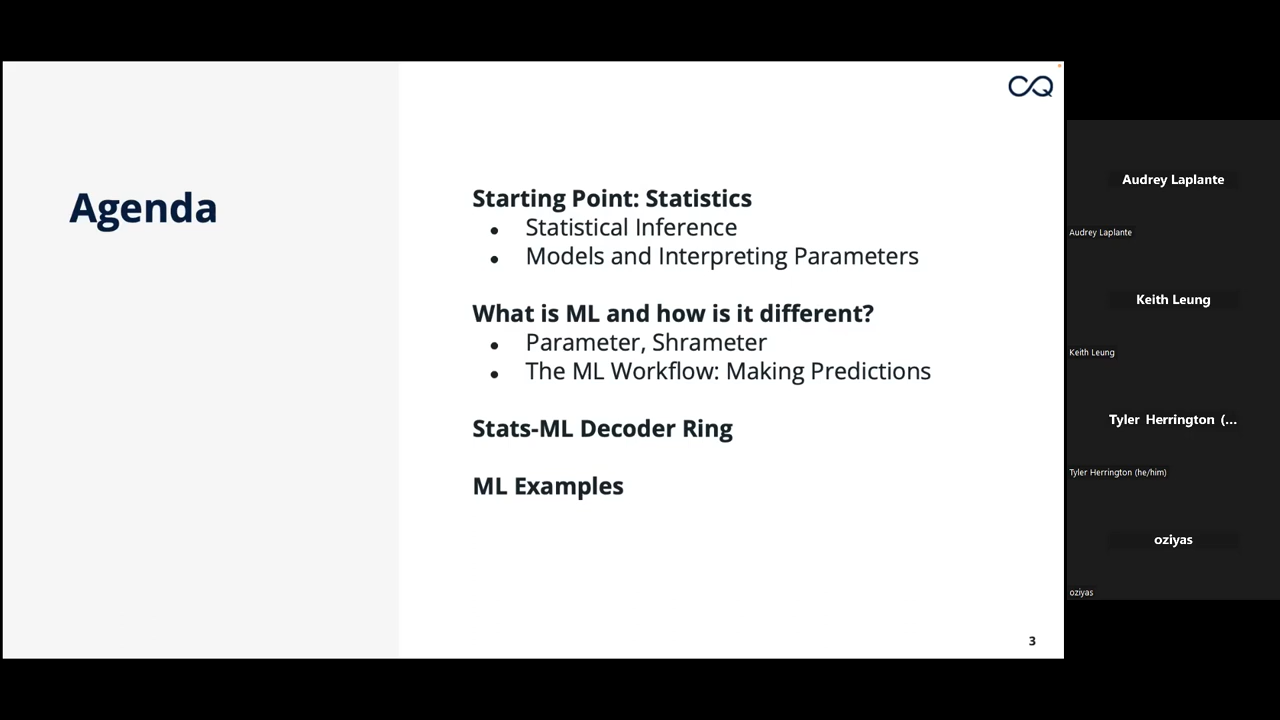 Agenda
Starting Point: Statistics
● Statistical Inference
● Models and Interpreting Parameters
What is ML and how is it different?
● Parameter, Shrameter
● The ML Workflow: Making Predictions
Stats-ML Decoder Ring
ML Examples
3
Audrey Laplante
Audrey Laplante
Keith Leung
Keith Leung
Tyler Herrington (...
Tyler Herrington (he/him)
oziyas
oziyas